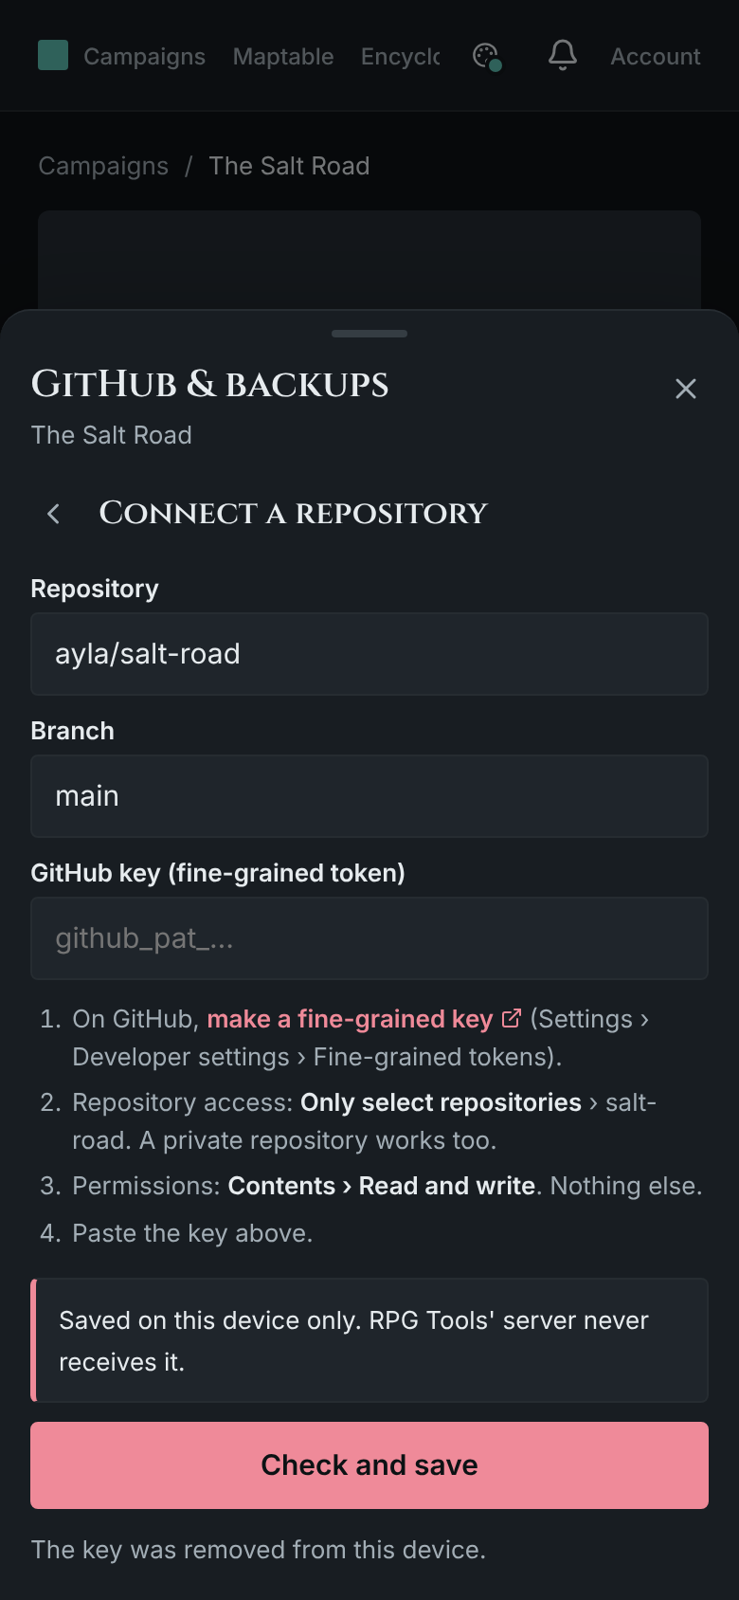 Campaigns Maptable Encyclc Account
Campaigns / The Salt Road
GitHub & backups
The Salt Road
Connect a repository
Repository
ayla/salt-road
Branch
main
GitHub key (fine-grained token)
github_pat_...
1. On GitHub, make a fine-grained key (Settings ›
Developer settings › Fine-grained tokens).
2. Repository access: Only select repositories › salt-
road. A private repository works too.
3. Permissions: Contents › Read and write. Nothing else.
4. Paste the key above.
Saved on this device only. RPG Tools' server never
receives it.
Check and save
The key was removed from this device.